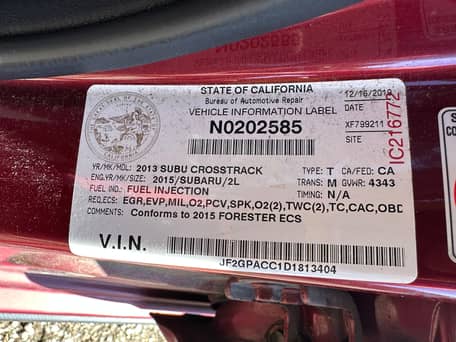 STATE OF CALIFORNIA
Bureau of Automotive Repair
VEHICLE INFORMATION LABEL
N0202585
12/16/2019
DATE
XF799211
SITE
IC216772
YR/MK/MDL: 2013 SUBU CROSSTRACK TYPE: T CA/FED: CA
ENG.YR/MK/SIZE: 2015/SUBARU/2L TRANS: M GVWR: 4343
FUEL IND.: FUEL INJECTION TIMING: N/A
REQ.ECS: EGR,EVP,MIL,O2,PCV,SPK,O2(2),TWC(2),TC,CAC,OBD
COMMENTS: Conforms to 2015 FORESTER ECS
V.I.N. JF2GPACC1D1813404